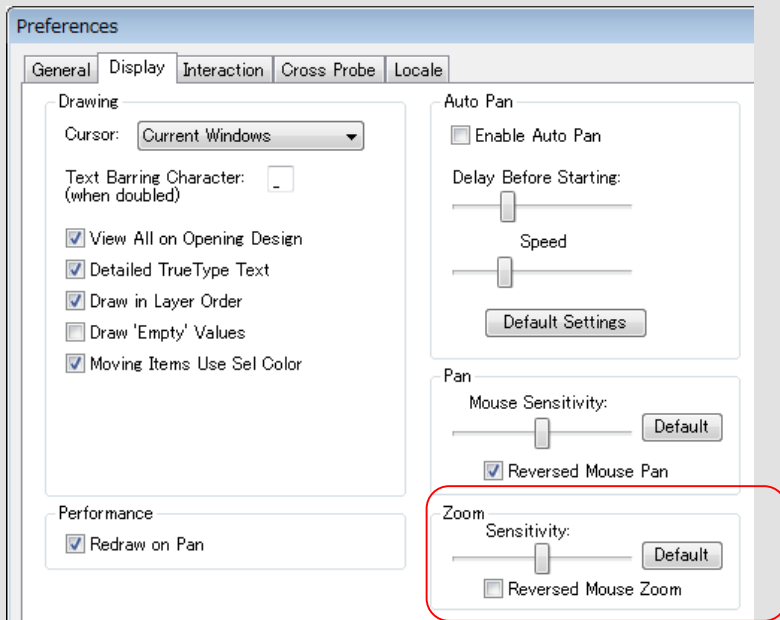 Preferences
General Display Interaction Cross Probe Locale
Drawing
Cursor: Current Windows
Text Barring Character: _
(when doubled)
View All on Opening Design
Detailed TrueType Text
Draw in Layer Order
Draw 'Empty' Values
Moving Items Use Sel Color
Performance
Redraw on Pan
Auto Pan
Enable Auto Pan
Delay Before Starting:
Speed
Default Settings
Pan
Mouse Sensitivity:
Default
Reversed Mouse Pan
Zoom
Sensitivity:
Default
Reversed Mouse Zoom